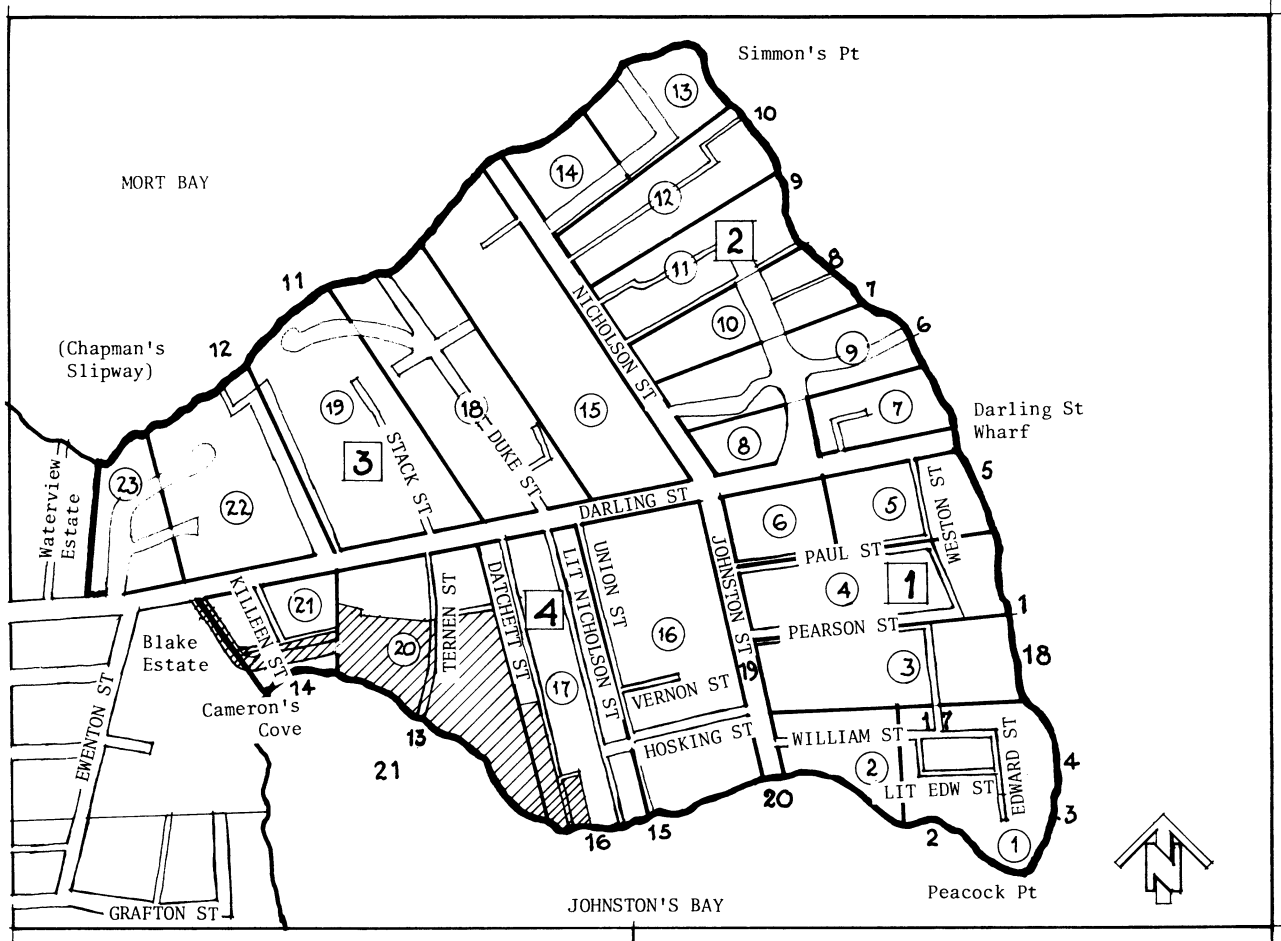 Simmon's Pt
13
10
MORT BAY
14
12
9
2
11
8
11
7
NICHOLSON ST
10
6
12
(Chapman's
Slipway)
9
19
18
15
7
Darling St
Wharf
8
3
STACK ST
DUKE ST
5
23
22
DARLING ST
5
6
WESTON ST
Waterview
Estate
PAUL ST
JOHNSTON ST
UNION ST
LIT NICHOLSON ST
DATCHETT ST
TERNEN ST
KILLEEN ST
21
4
4
1
1
PEARSON ST
Blake
Estate
20
16
3
18
19
14
17
VERNON ST
Cameron's
Cove
13
HOSKING ST
WILLIAM ST
17
EDWARD ST
EWENTON ST
21
2
4
LIT EDW ST
20
3
16
15
2
1
Peacock Pt
N
GRAFTON ST
JOHNSTON'S BAY